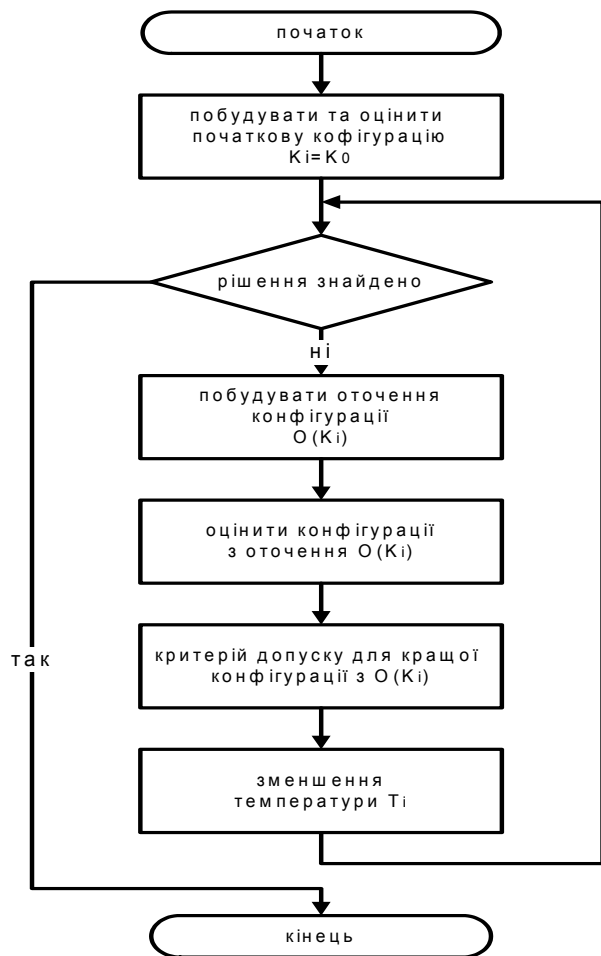 початок
побудувати та оцінити
початкову кофігурацію
Ki=K0
рішення знайдено
ні
побудувати оточення
конфігурації
O(Ki)
оцінити конфігурації
з оточення O(Ki)
так
критерій допуску для кращої
конфігурації з O(Ki)
зменшення
температури Ti
кінець